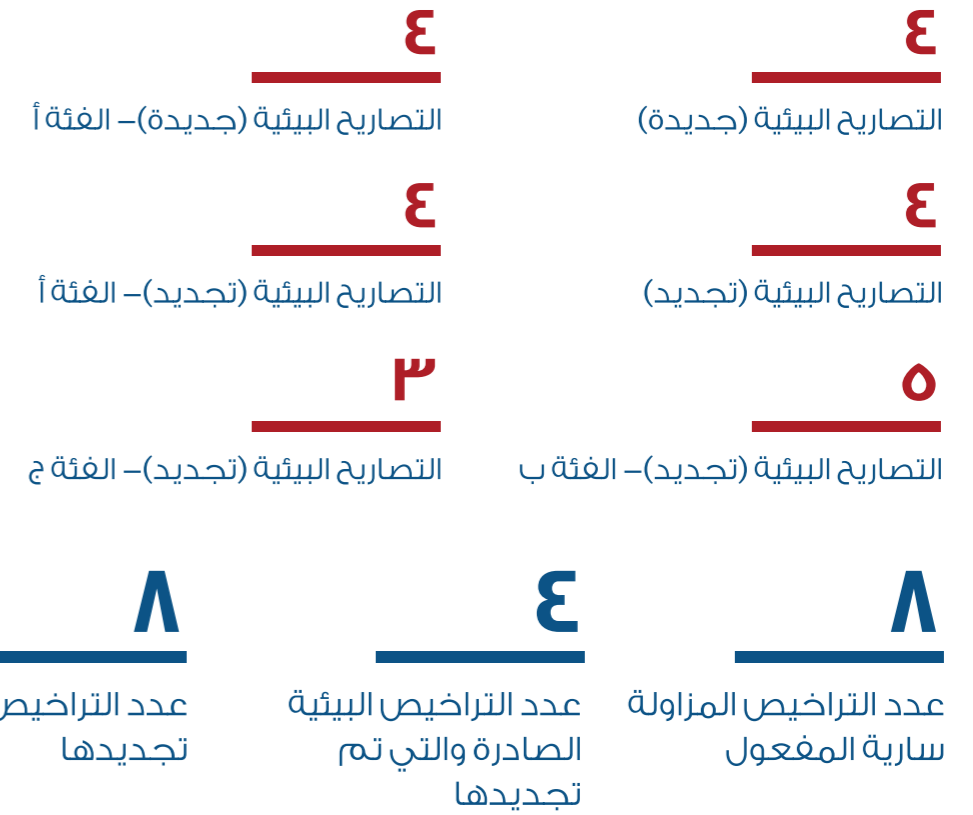 ٤
التصاريح البيئية (جديدة)
٤
التصاريح البيئية (جديدة)– الفئة أ
٤
التصاريح البيئية (تجديد)
٤
التصاريح البيئية (تجديد)– الفئة أ
٥
التصاريح البيئية (تجديد)– الفئة ب
٣
التصاريح البيئية (تجديد)– الفئة ج
٨
عدد التراخيص المزاولة
سارية المفعول
٤
عدد التراخيص البيئية
الصادرة والتي تم
تجديدها
٨
عدد التراخيص
تجديدها